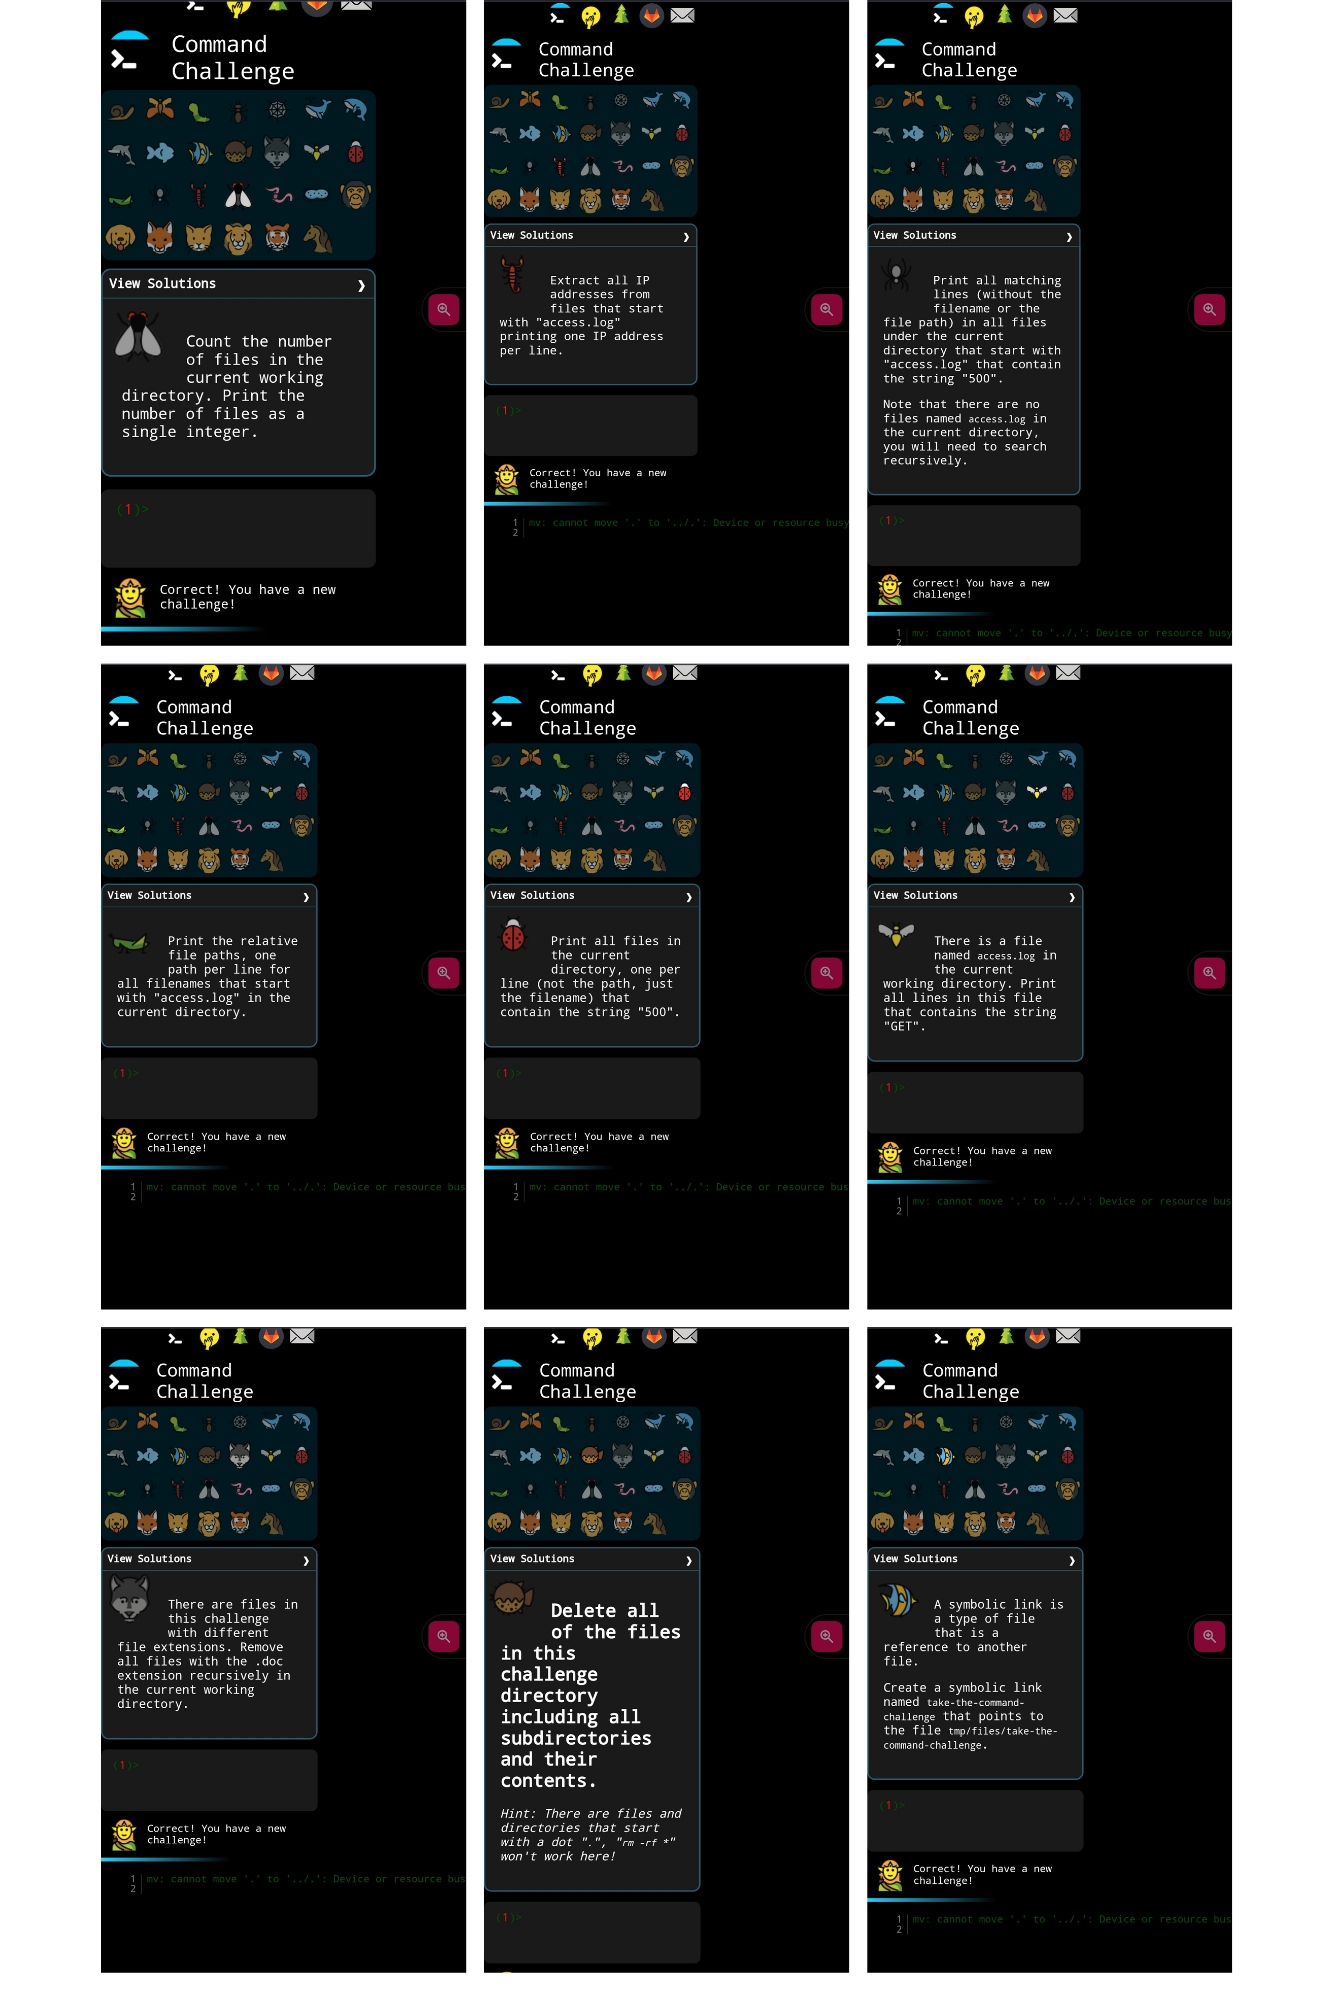 Command
Challenge
View Solutions ❯
Count the number
of files in the
current working
directory. Print the
number of files as a
single integer.
(1)>
Correct! You have a new
challenge!
Command
Challenge
View Solutions ❯
Extract all IP
addresses from
files that start
with "access.log"
printing one IP address
per line.
(1)>
Correct! You have a new
challenge!
1 mv: cannot move '.' to '../.': Device or resource busy
2
Command
Challenge
View Solutions ❯
Print all matching
lines (without the
filename or the
file path) in all files
under the current
directory that start with
"access.log" that contain
the string "500".
Note that there are no
files named access.log in
the current directory,
you will need to search
recursively.
(1)>
Correct! You have a new
challenge!
1 mv: cannot move '.' to '../.': Device or resource busy
2
Command
Challenge
View Solutions ❯
Print the relative
file paths, one
path per line for
all filenames that start
with "access.log" in the
current directory.
(1)>
Correct! You have a new
challenge!
1 mv: cannot move '.' to '../.': Device or resource bus
2
Command
Challenge
View Solutions ❯
Print all files in
the current
directory, one per
line (not the path, just
the filename) that
contain the string "500".
(1)>
Correct! You have a new
challenge!
1 mv: cannot move '.' to '../.': Device or resource bus
2
Command
Challenge
View Solutions ❯
There is a file
named access.log in
the current
working directory. Print
all lines in this file
that contains the string
"GET".
(1)>
Correct! You have a new
challenge!
1 mv: cannot move '.' to '../.': Device or resource bus
2
Command
Challenge
View Solutions ❯
There are files in
this challenge
with different
file extensions. Remove
all files with the .doc
extension recursively in
the current working
directory.
(1)>
Correct! You have a new
challenge!
1 mv: cannot move '.' to '../.': Device or resource bus
2
Command
Challenge
View Solutions ❯
Delete all
of the files
in this
challenge
directory
including all
subdirectories
and their
contents.
Hint: There are files and
directories that start
with a dot ".", "rm -rf *"
won't work here!
(1)>
Command
Challenge
View Solutions ❯
A symbolic link is
a type of file
that is a
reference to another
file.
Create a symbolic link
named take-the-command-
challenge that points to
the file tmp/files/take-the-
command-challenge.
(1)>
Correct! You have a new
challenge!
1 mv: cannot move '.' to '../.': Device or resource bus
2